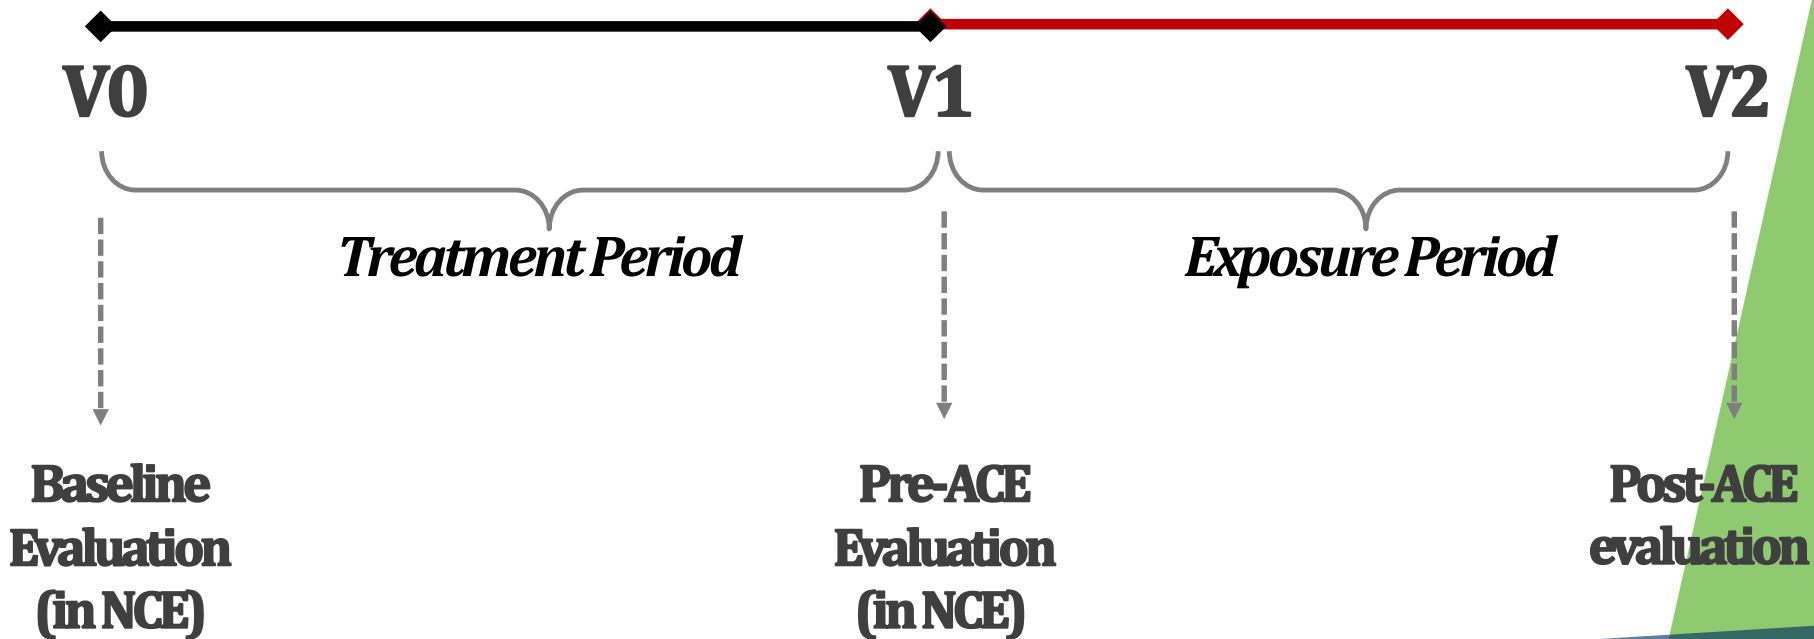 V0
V1
V2
Treatment Period
Exposure Period
Baseline
Evaluation
(in NCE)
Pre-ACE
Evaluation
(in NCE)
Post-ACE
evaluation